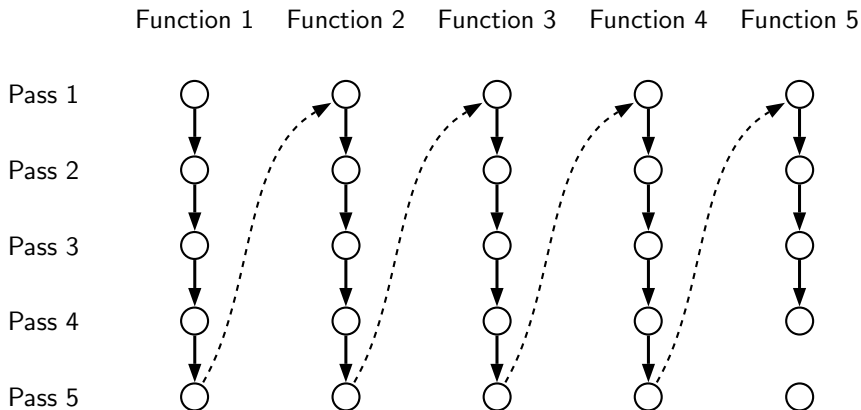 Function 1 Function 2 Function 3 Function 4 Function 5
Pass 1
Pass 2
Pass 3
Pass 4
Pass 5